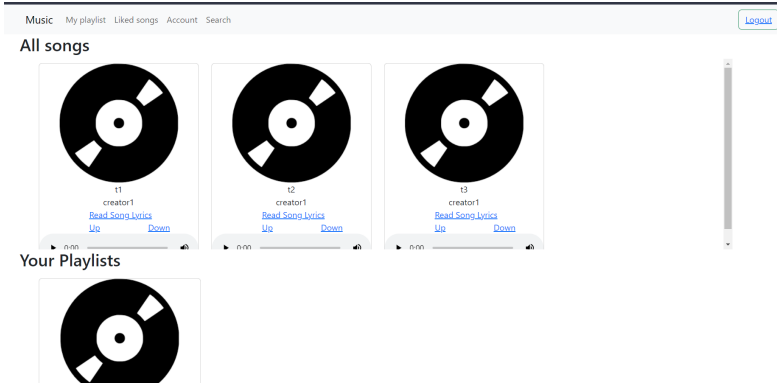 Music My playlist Liked songs Account Search Logout
All songs
t1 t2 t3
creator1 creator1 creator1
Read Song Lyrics Read Song Lyrics Read Song Lyrics
Up Down Up Down Up Down
0:00 0:00 0:00
Your Playlists